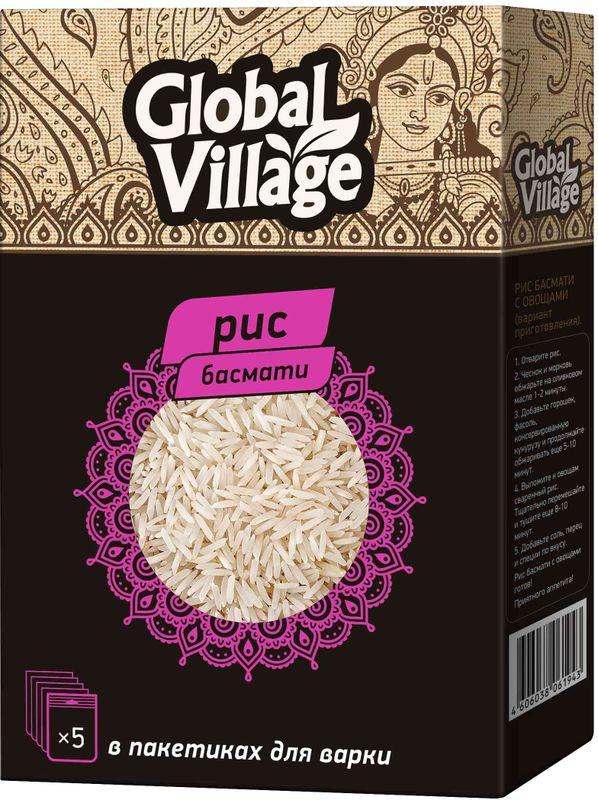 Global
Village
рис
басмати
×5
в пакетиках для варки
Global
Village
РИС БАСМАТИ
С ОВОЩАМИ
(вариант
приготовления).
1. Отварите рис.
2. Чеснок и морковь
обжарьте на оливковом
масле 1-2 минуты.
3. Добавьте горошек,
фасоль,
консервированную
кукурузу и продолжайте
обжаривать еще 5-10
минут.
4. Выложите к овощам
сваренный рис.
Тщательно перемешайте
и тушите еще 8-10
минут.
5. Добавьте соль, перец
и специи по вкусу.
Рис басмати с овощами
готов!
Приятного аппетита!
4 606038 061943